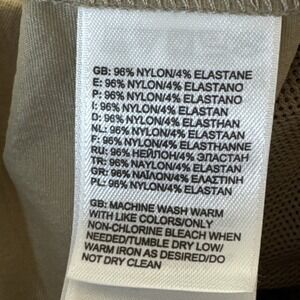 GB: 96% NYLON/4% ELASTANE
E: 96% NYLON/4% ELASTANO
P: 96% NYLON/4% ELASTANO
I: 96% NYLON/4% ELASTAN
D: 96% NYLON/4% ELASTHAN
NL: 96% NYLON/4% ELASTAAN
F: 96% NYLON/4% ELASTHANNE
RU: 96% НЕЙЛОН/4% ЭЛАСТАН
TR: 96% NAYLON/4% ELASTAN
GR: 96% ΝΑΪΛΟΝ/4% ΕΛΑΣΤΙΝΗ
PL: 96% NYLON/4% ELASTAN
GB: MACHINE WASH WARM
WITH LIKE COLORS/ONLY
NON-CHLORINE BLEACH WHEN
NEEDED/TUMBLE DRY LOW/
WARM IRON AS DESIRED/DO
NOT DRY CLEAN